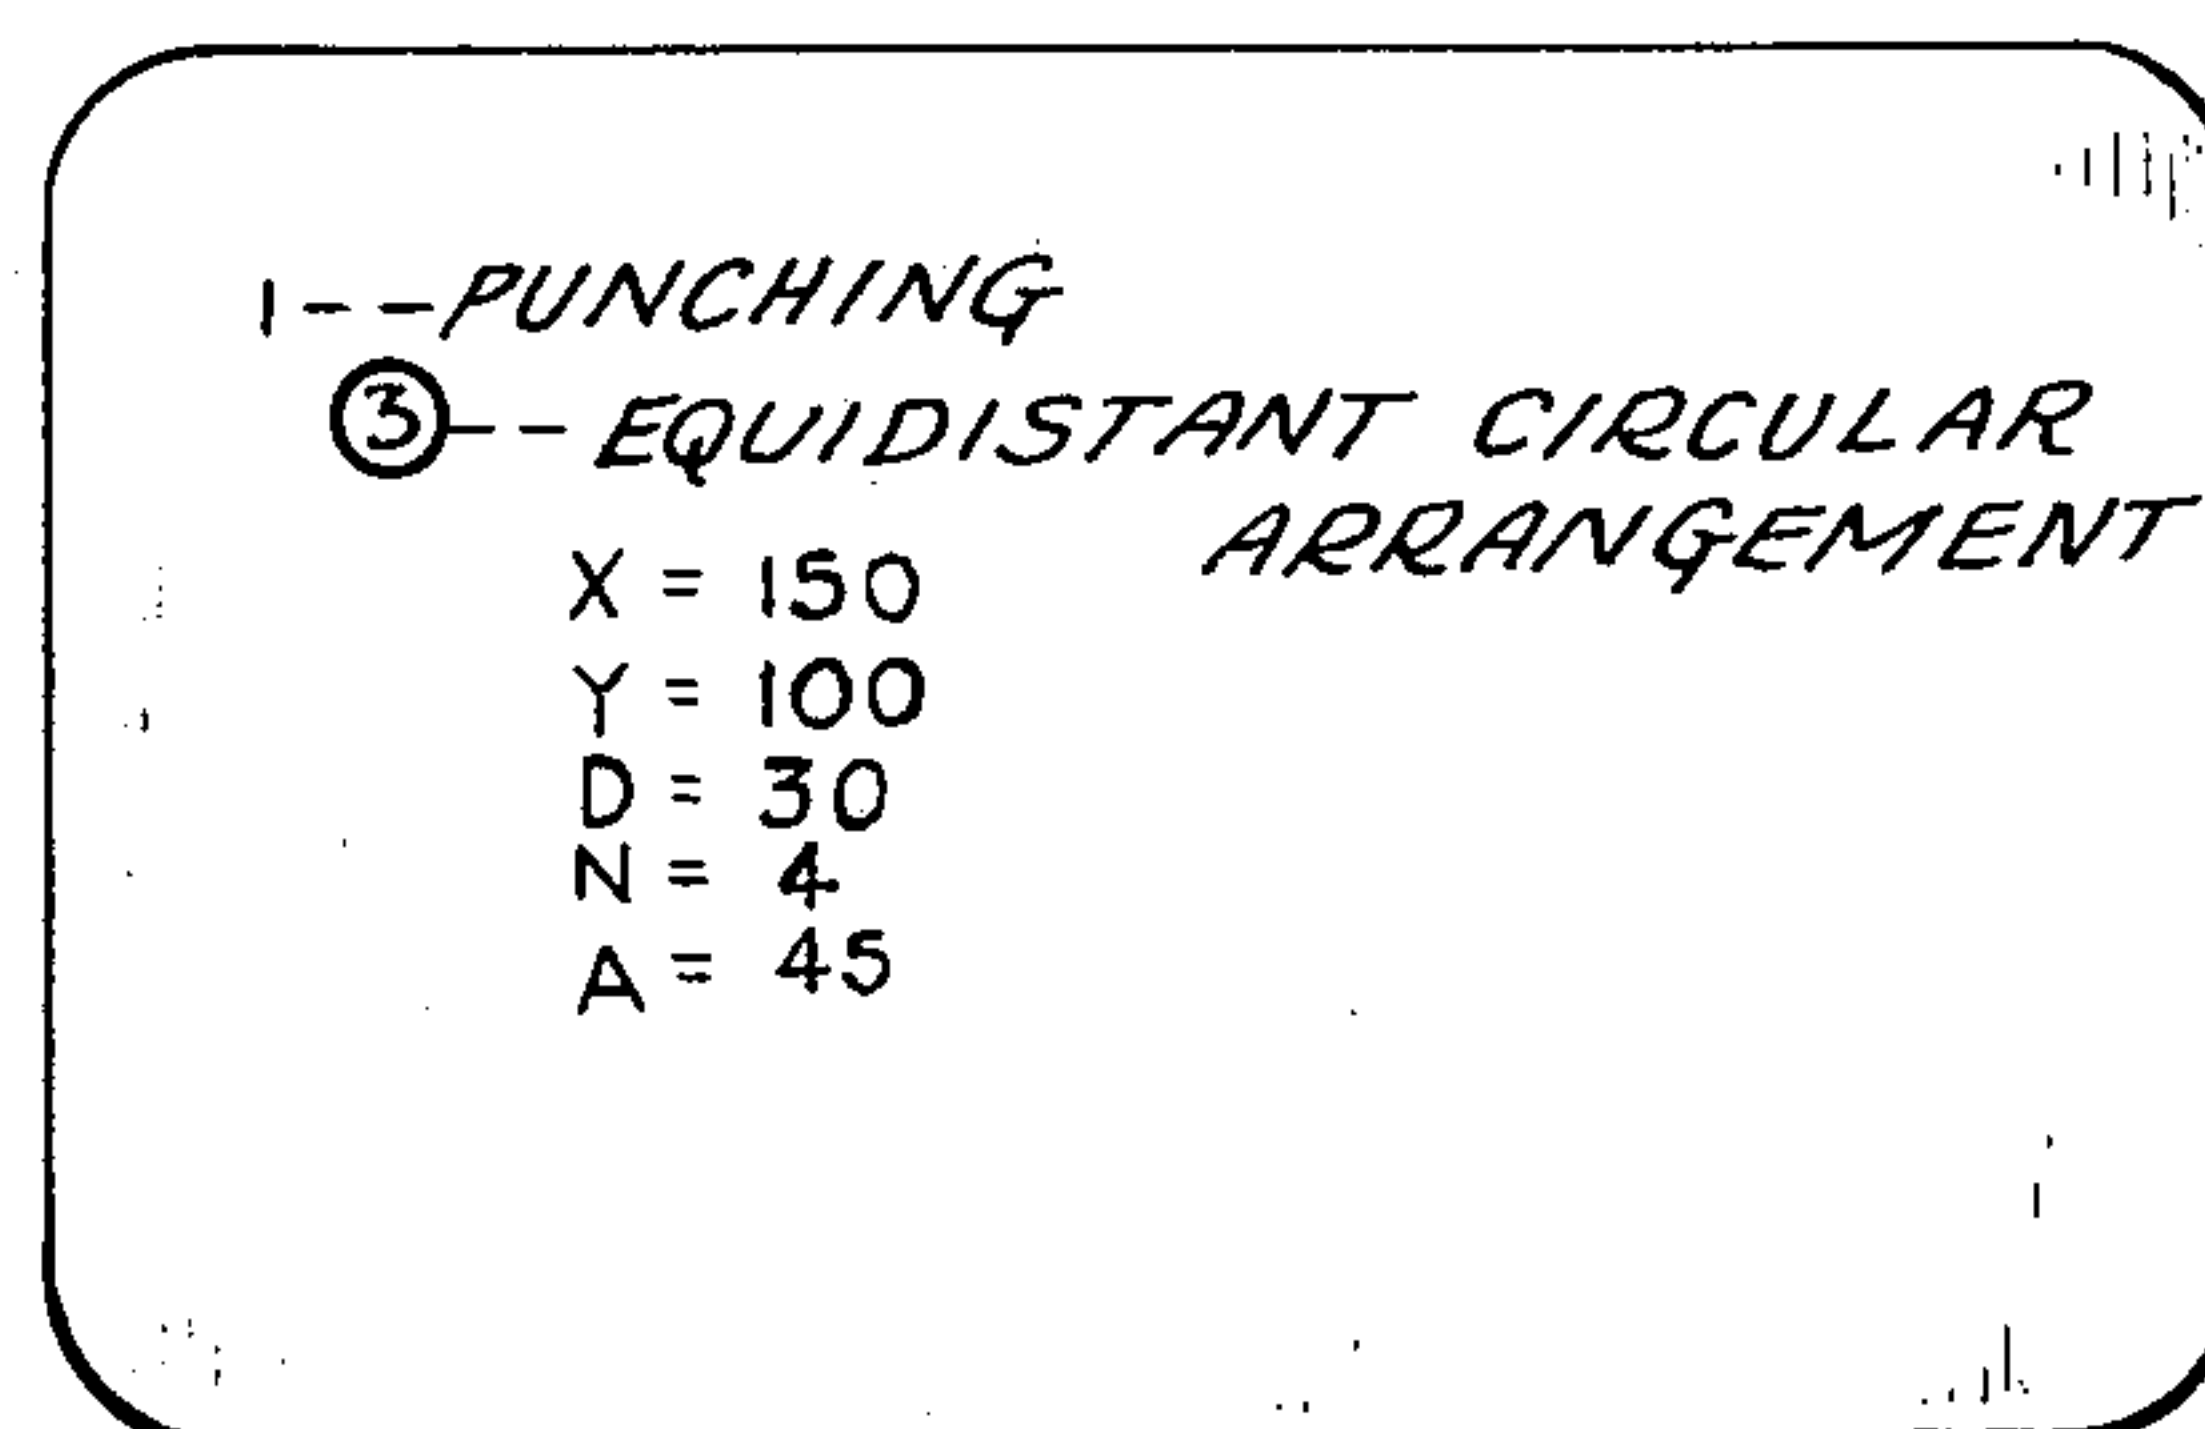 1--PUNCHING
③--EQUIDISTANT CIRCULAR
ARRANGEMENT
X = 150
Y = 100
D = 30
N = 4
A = 45